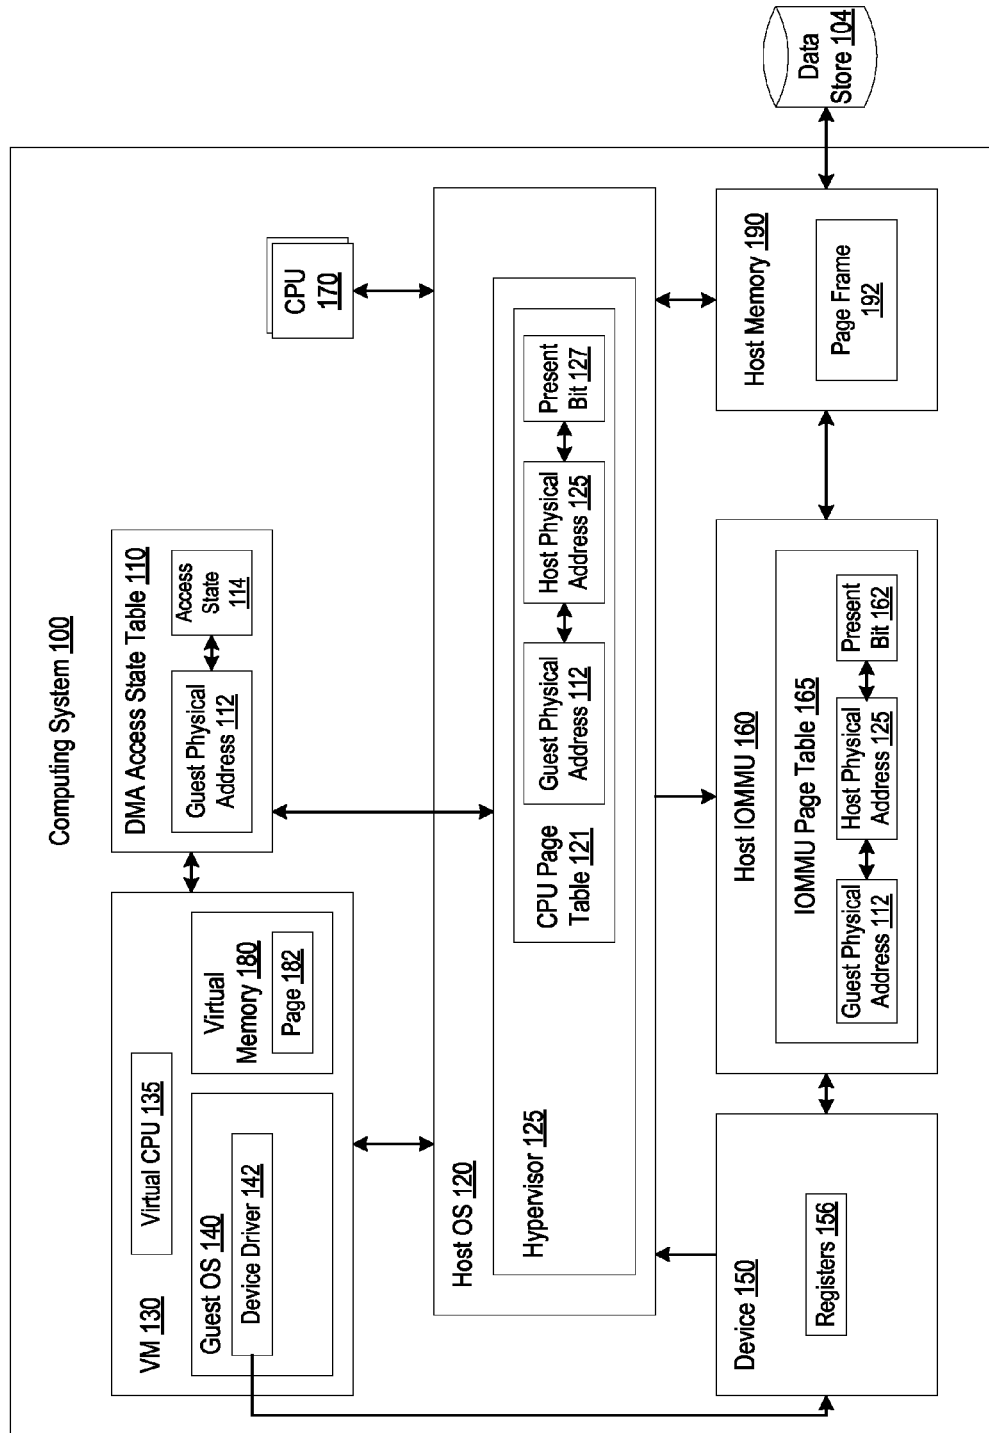 Computing System 100
VM 130
Virtual CPU 135
Guest OS 140
Device Driver 142
Virtual
Memory 180
Page 182
DMA Access State Table 110
Guest Physical
Address 112
Access
State
114
CPU
170
Host OS 120
Hypervisor 125
CPU Page
Table 121
Guest Physical
Address 112
Host Physical
Address 125
Present
Bit 127
Device 150
Registers 156
Host IOMMU 160
IOMMU Page Table 165
Guest Physical
Address 112
Host Physical
Address 125
Present
Bit 162
Host Memory 190
Page Frame
192
Data
Store 104